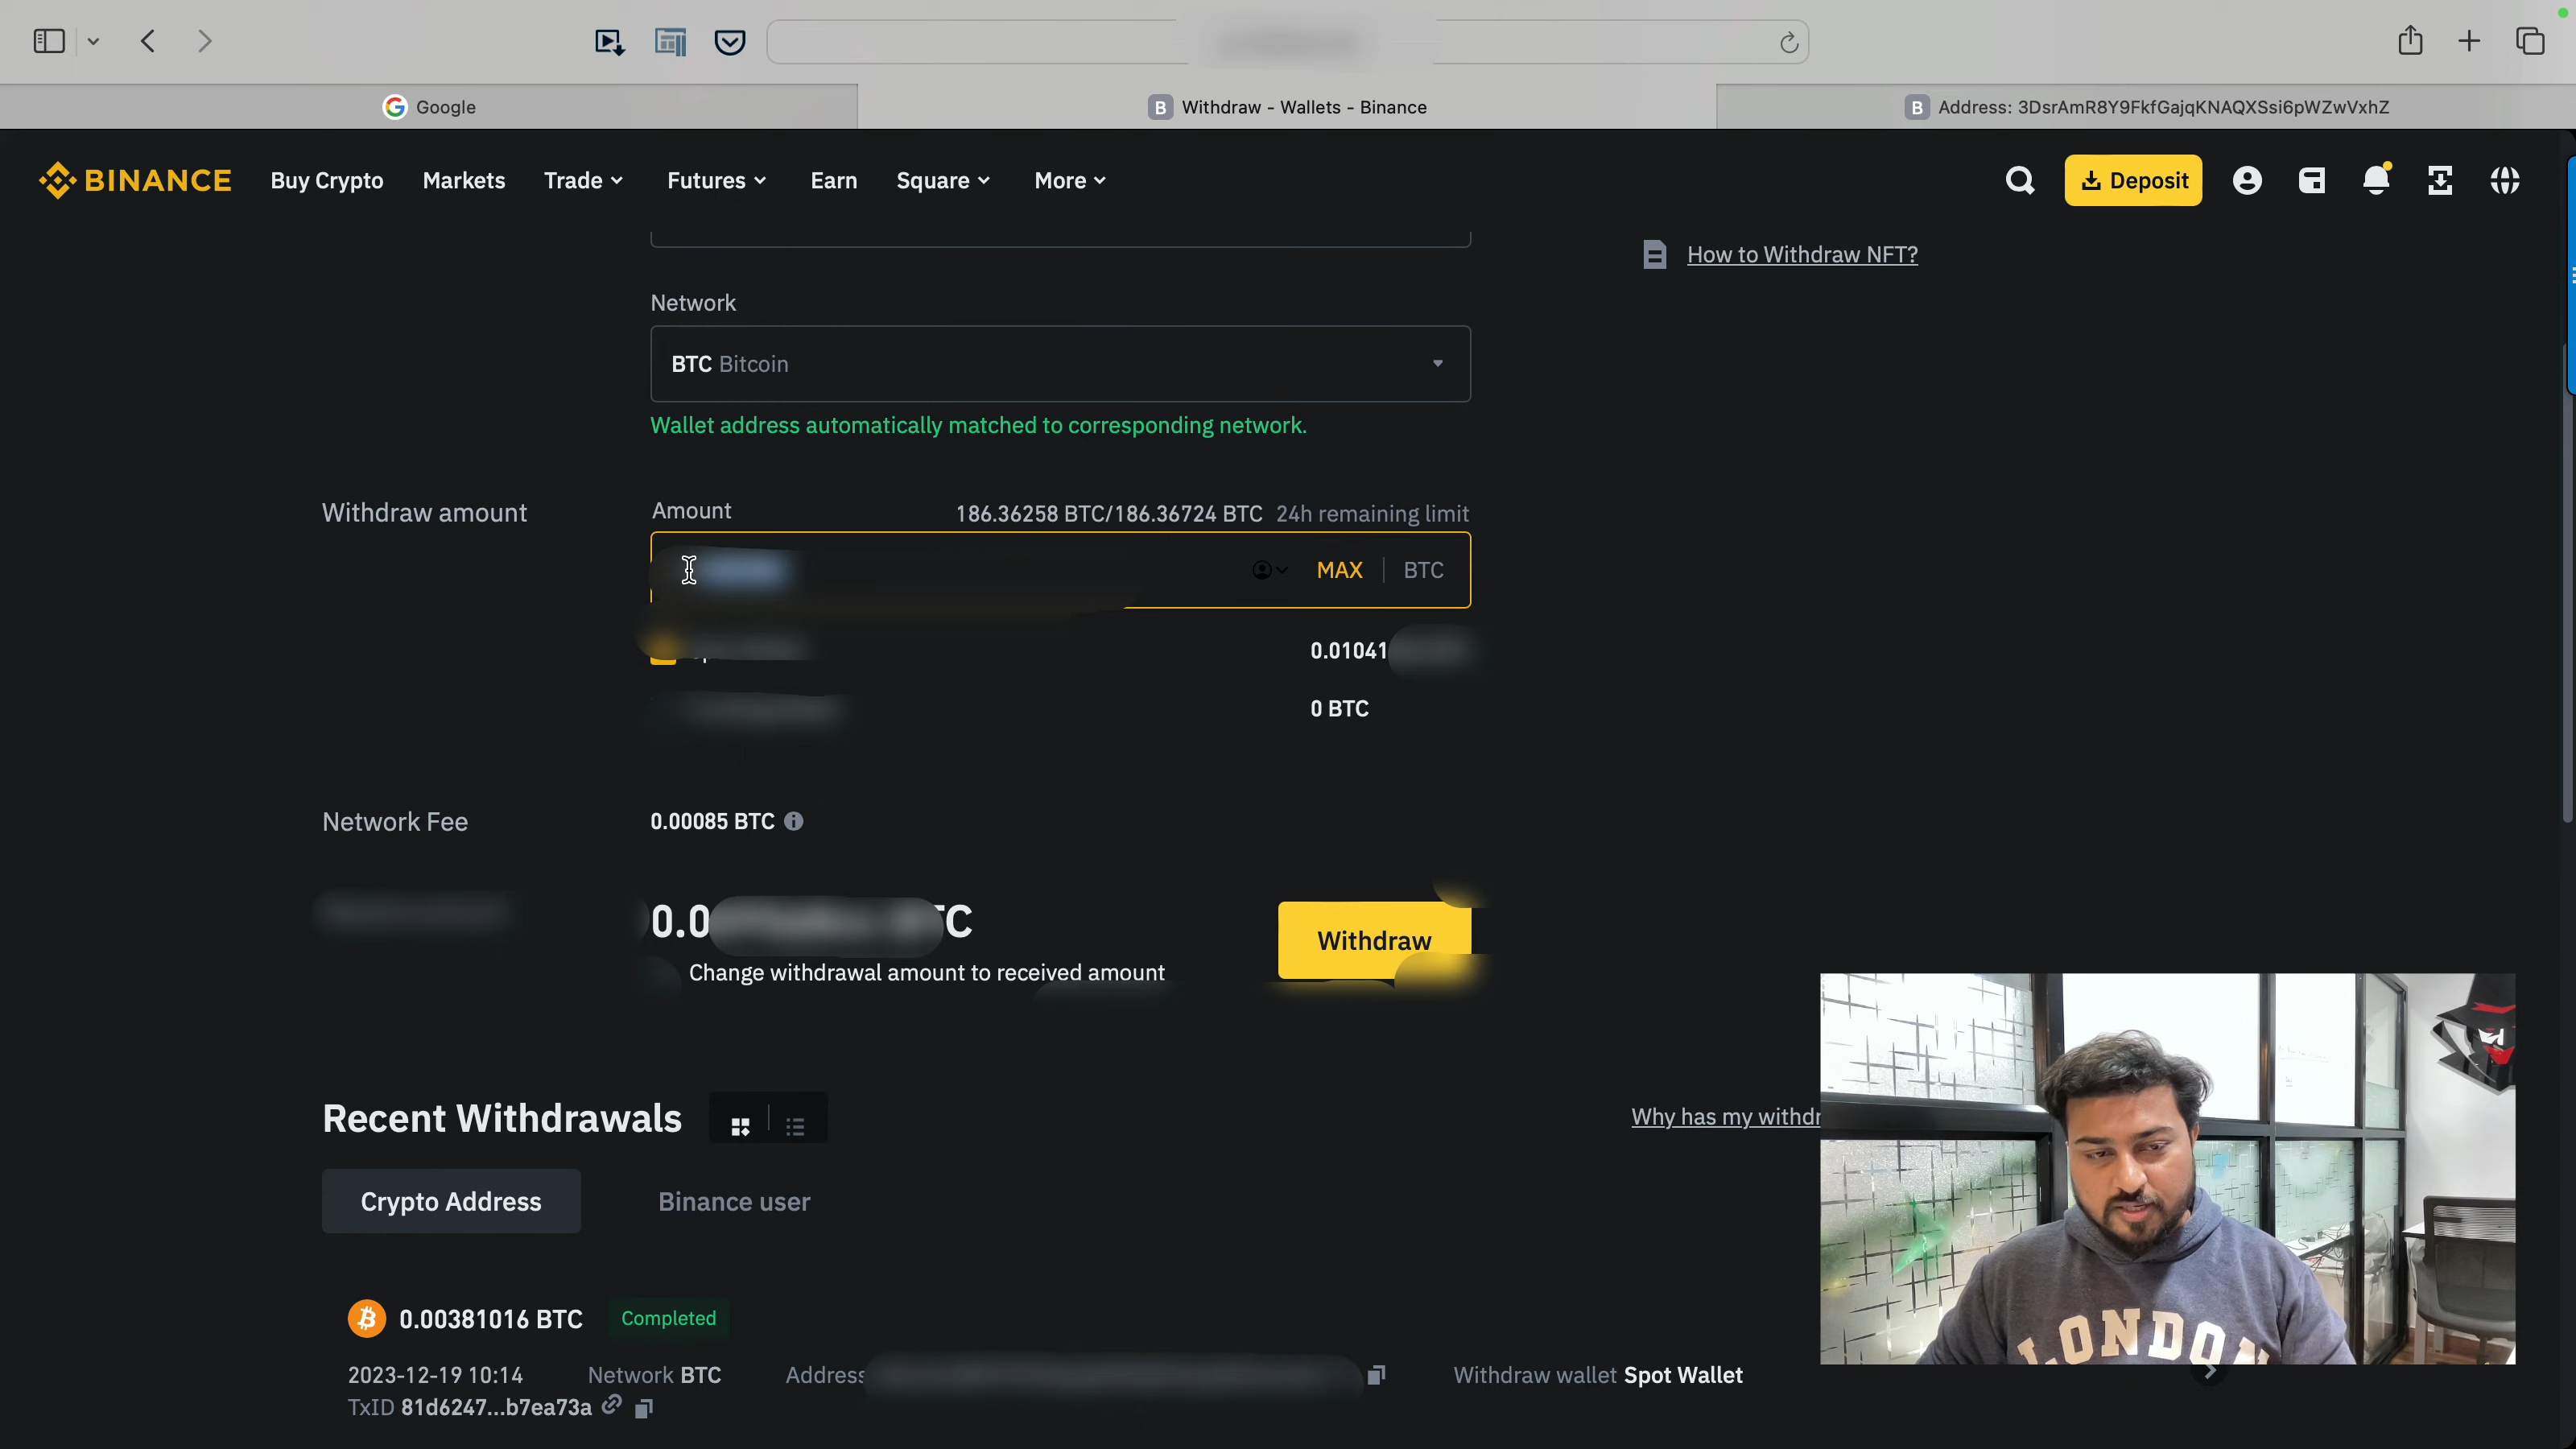 Google
B Withdraw - Wallets - Binance
B Address: 3DsrAmR8Y9FkfGajqKNAQXSsi6pWZwVxhZ
BINANCE Buy Crypto Markets Trade Futures Earn Square More Deposit
How to Withdraw NFT?
Network
BTC Bitcoin
Wallet address automatically matched to corresponding network.
Withdraw amount
Amount 186.36258 BTC/186.36724 BTC 24h remaining limit
MAX | BTC
0.01041
0 BTC
Network Fee 0.00085 BTC
0.0 TC
Withdraw
Change withdrawal amount to received amount
Recent Withdrawals
Why has my withdr
Crypto Address Binance user
0.00381016 BTC Completed
2023-12-19 10:14 Network BTC Address Withdraw wallet Spot Wallet
TxID 81d6247...b7ea73a
LONDON